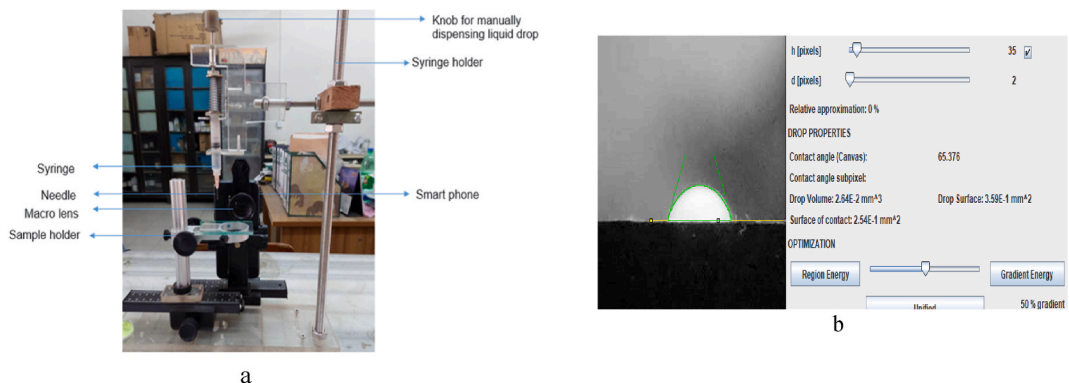 Knob for manually
dispensing liquid drop
Syringe holder
Syringe
Needle
Smart phone
Macro lens
Sample holder
a
h [pixels] 35
d [pixels] 2
Relative approximation: 0 %
DROP PROPERTIES
Contact angle (Canvas): 65.376
Contact angle subpixel:
Drop Volume: 2.64E-2 mm^3 Drop Surface: 3.59E-1 mm^2
Surface of contact: 2.54E-1 mm^2
OPTIMIZATION
Region Energy Gradient Energy
Unified 50 % gradient
b